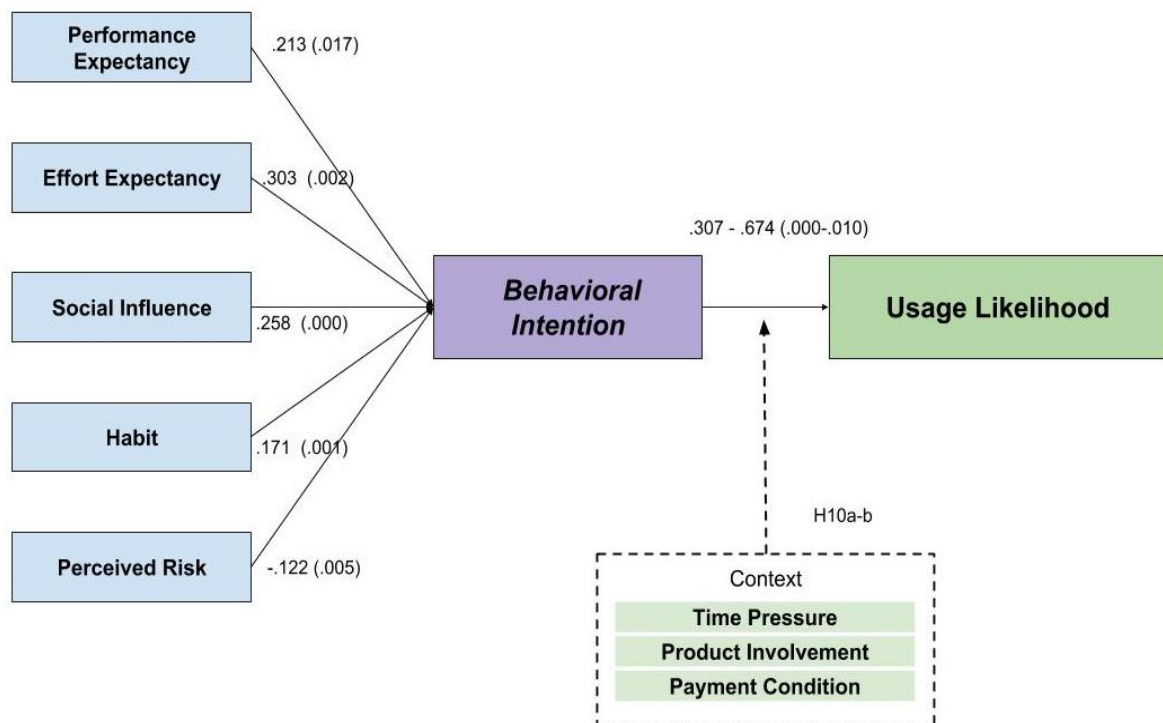 Performance
Expectancy
.213 (.017)
Effort Expectancy
.303 (.002)
Social Influence
.258 (.000)
Habit
.171 (.001)
Perceived Risk
-.122 (.005)
Behavioral
Intention
.307 - .674 (.000-.010)
Usage Likelihood
H10a-b
Context
Time Pressure
Product Involvement
Payment Condition